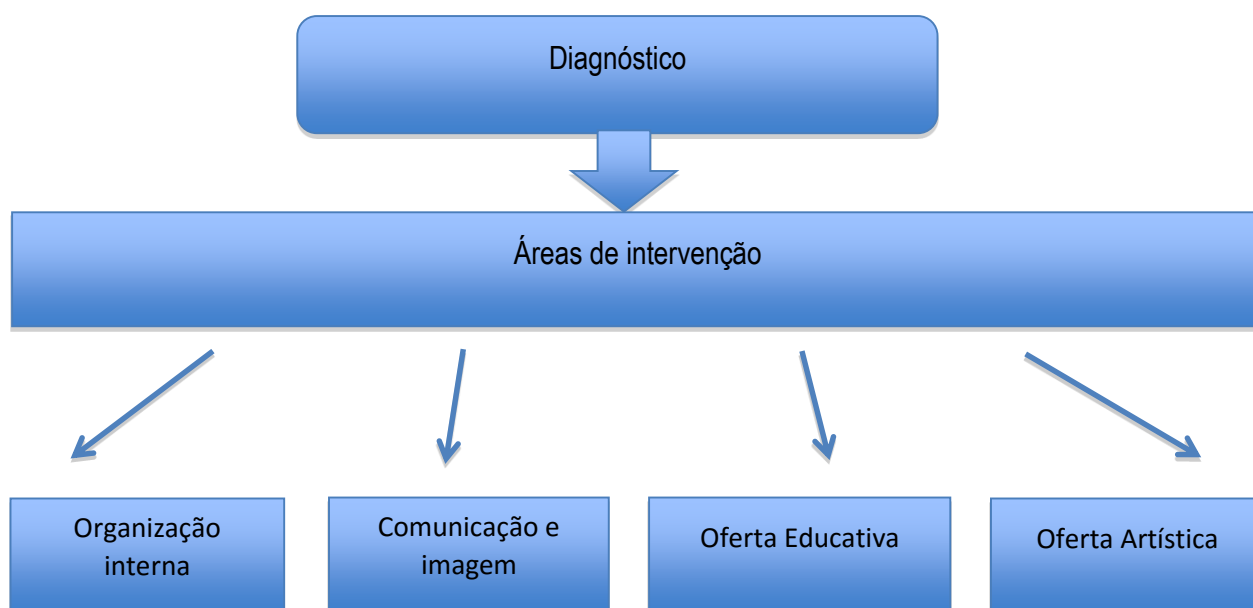 Diagnóstico
Áreas de intervenção
Organização
interna
Comunicação e
imagem
Oferta Educativa
Oferta Artística